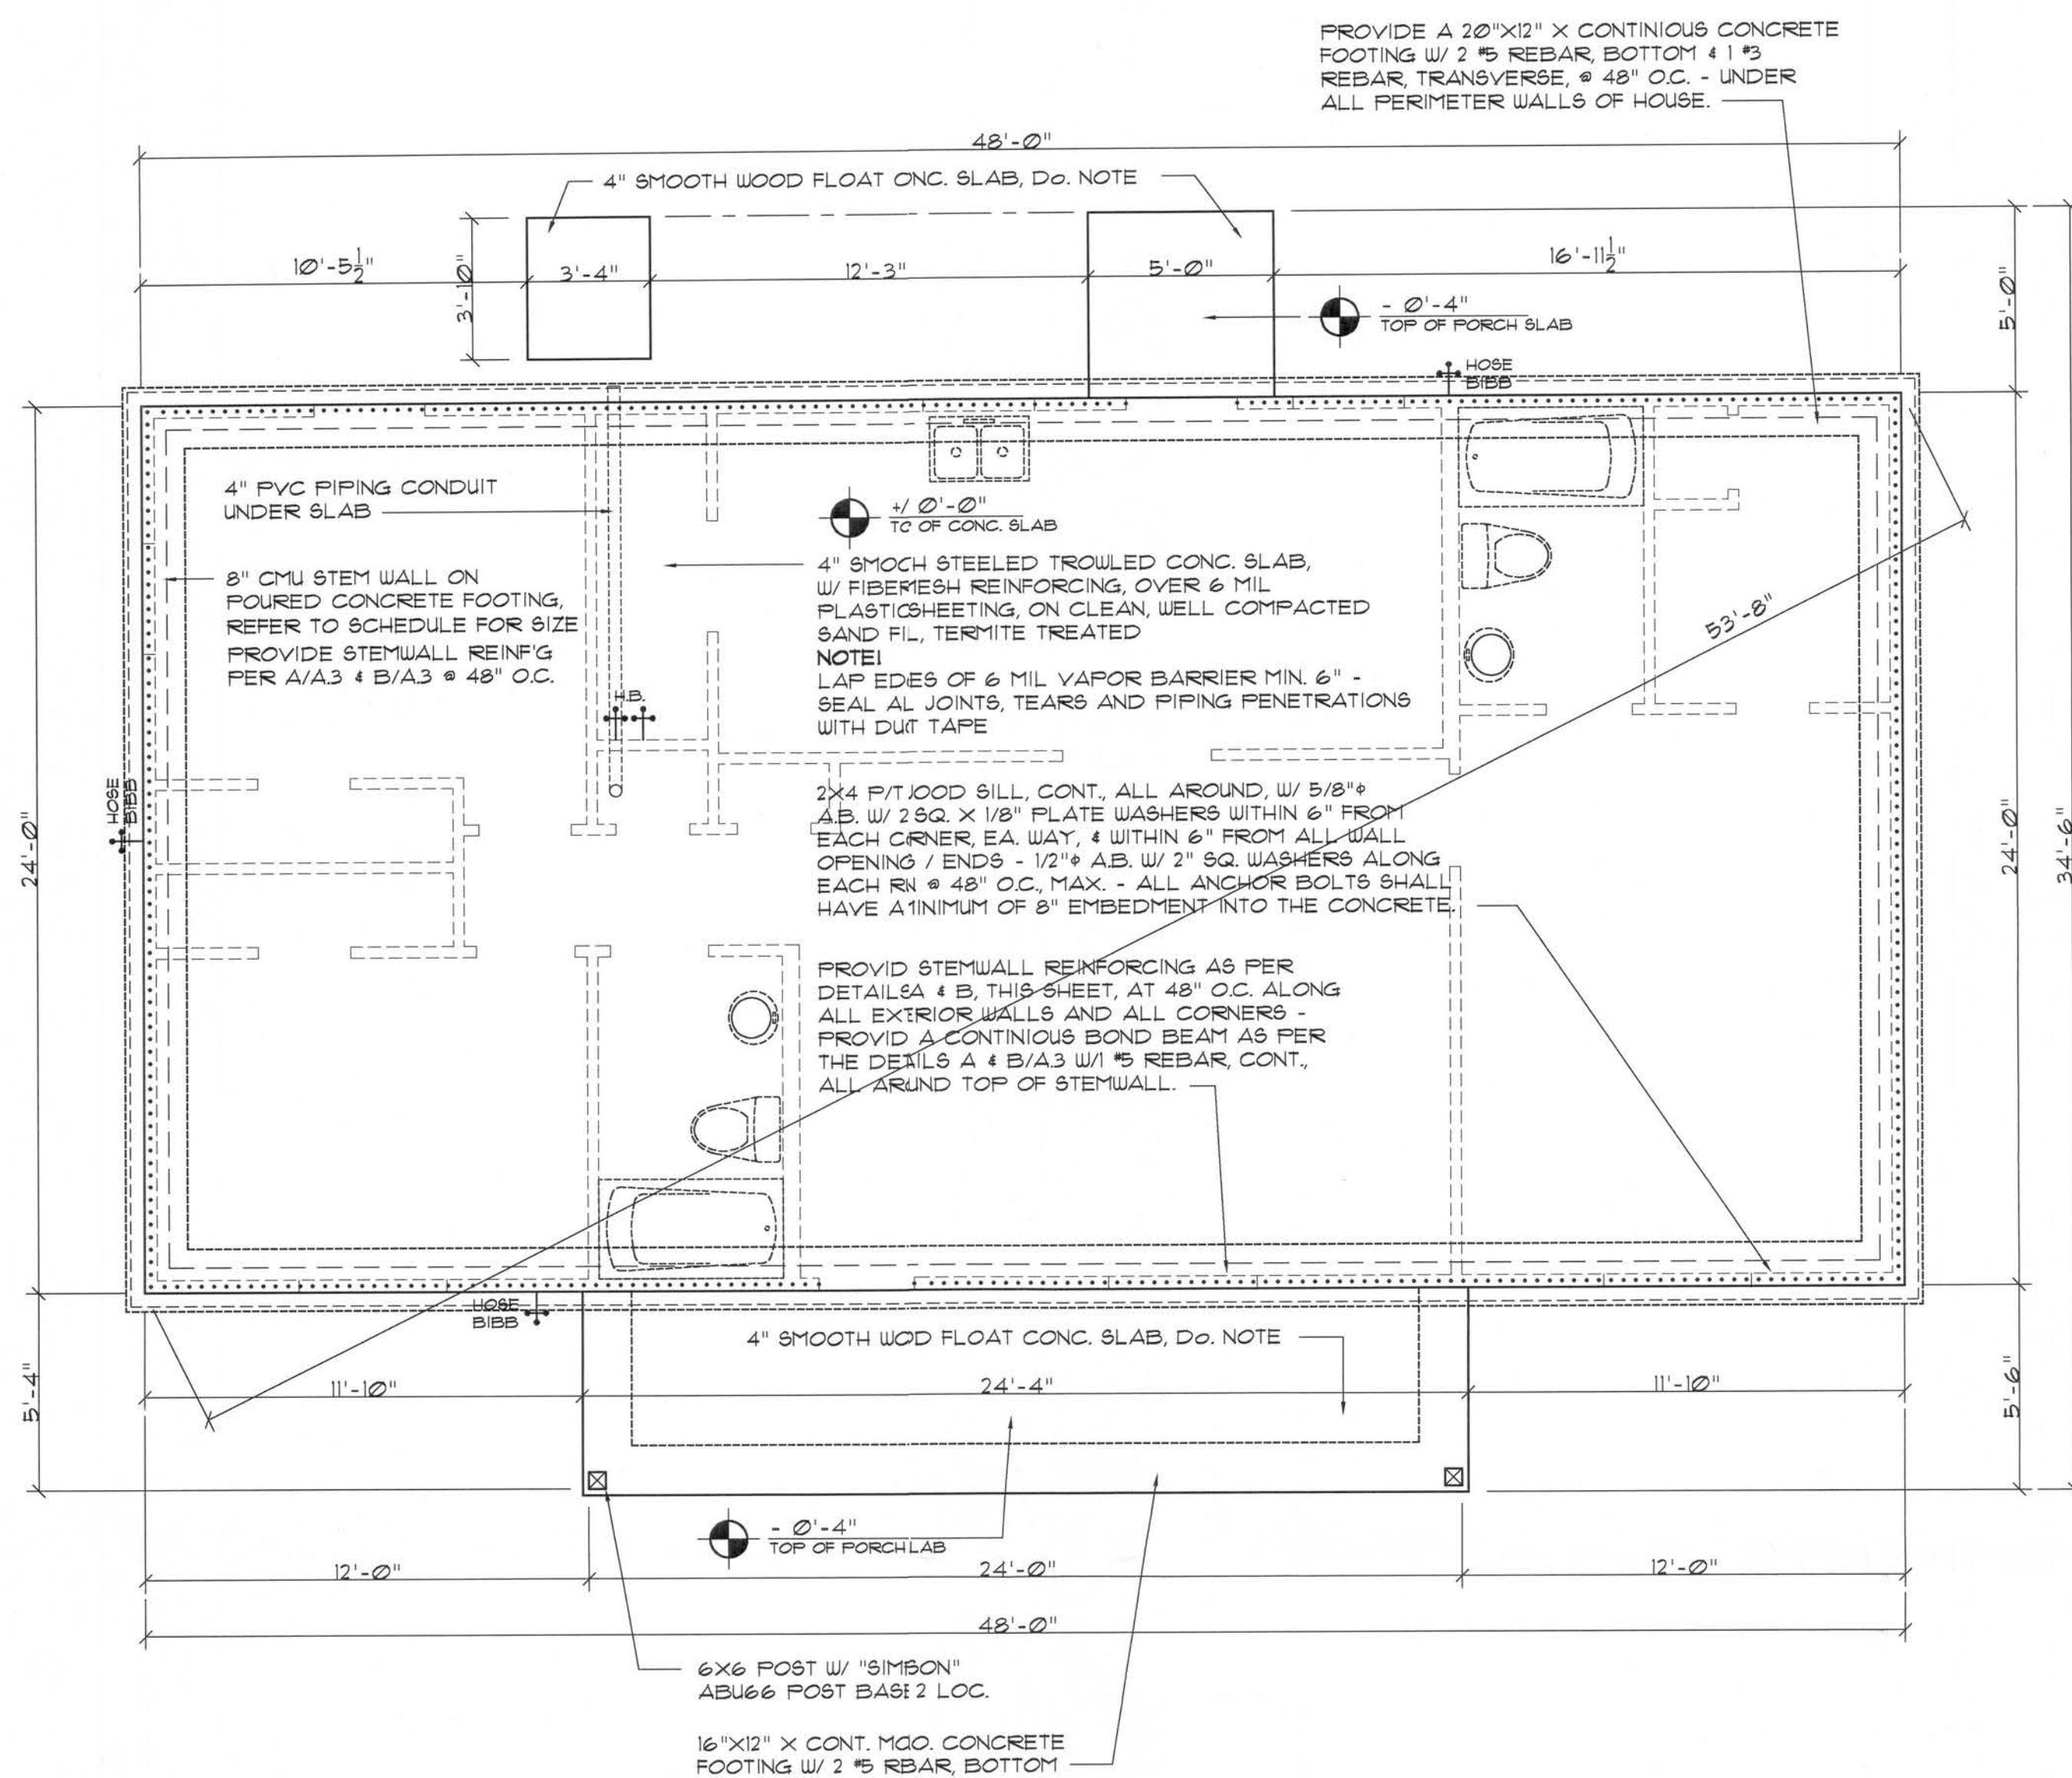 PROVIDE A 20"X12" X CONTINIOUS CONCRETE
FOOTING W/ 2 #5 REBAR, BOTTOM & 1 #3
REBAR, TRANSVERSE, @ 48" O.C. - UNDER
ALL PERIMETER WALLS OF HOUSE.
48'-0"
4" SMOOTH WOOD FLOAT ONC. SLAB, Do. NOTE
10'-5 1/2"
3'-4"
12'-3"
5'-0"
16'-11 1/2"
3'-10"
5'-0"
- 0'-4"
TOP OF PORCH SLAB
HOSE
BIBB
4" PVC PIPING CONDUIT
UNDER SLAB
+/ 0'-0"
TO OF CONC. SLAB
8" CMU STEM WALL ON
POURED CONCRETE FOOTING,
REFER TO SCHEDULE FOR SIZE
PROVIDE STEMWALL REINF'G
PER A/A.3 & B/A.3 @ 48" O.C.
4" SMOCH STEELED TROWLED CONC. SLAB,
W/ FIBERMESH REINFORCING, OVER 6 MIL
PLASTICSHEETING, ON CLEAN, WELL COMPACTED
SAND FIL, TERMITE TREATED
NOTE!
LAP EDES OF 6 MIL VAPOR BARRIER MIN. 6" -
SEAL AL JOINTS, TEARS AND PIPING PENETRATIONS
WITH DUCT TAPE
53'-8"
H.B.
HOSE
BIBB
24'-0"
2X4 P/T JOOD SILL, CONT., ALL AROUND, W/ 5/8"ϕ
A.B. W/ 2 SQ. X 1/8" PLATE WASHERS WITHIN 6" FROM
EACH CRNER, EA. WAY, & WITHIN 6" FROM ALL WALL
OPENING / ENDS - 1/2"ϕ A.B. W/ 2" SQ. WASHERS ALONG
EACH RN @ 48" O.C., MAX. - ALL ANCHOR BOLTS SHALL
HAVE A 1INIMUM OF 8" EMBEDMENT INTO THE CONCRETE.
24'-0"
34'-6"
PROVID STEMWALL REINFORCING AS PER
DETAILSA & B, THIS SHEET, AT 48" O.C. ALONG
ALL EXTRIOR WALLS AND ALL CORNERS -
PROVID A CONTINIOUS BOND BEAM AS PER
THE DETAILS A & B/A.3 W/1 #5 REBAR, CONT.,
ALL ARUND TOP OF STEMWALL.
HOSE
BIBB
4" SMOOTH WOD FLOAT CONC. SLAB, Do. NOTE
5'-4"
11'-10"
24'-4"
11'-10"
5'-6"
- 0'-4"
TOP OF PORCHLAB
12'-0"
24'-0"
12'-0"
48'-0"
6X6 POST W/ "SIMPSON"
ABU66 POST BASE 2 LOC.
16"X12" X CONT. MOO. CONCRETE
FOOTING W/ 2 #5 RBAR, BOTTOM